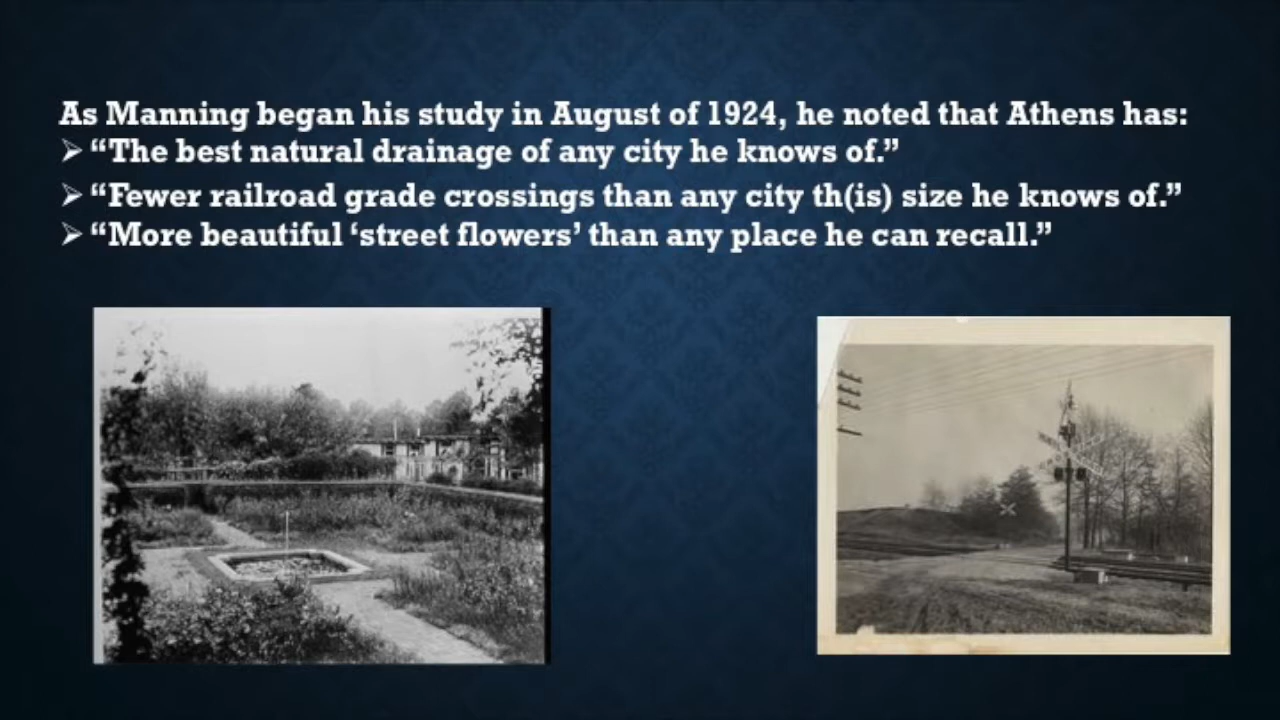 As Manning began his study in August of 1924, he noted that Athens has:
➢ “The best natural drainage of any city he knows of.”
➢ “Fewer railroad grade crossings than any city th(is) size he knows of.”
➢ “More beautiful ‘street flowers’ than any place he can recall.”